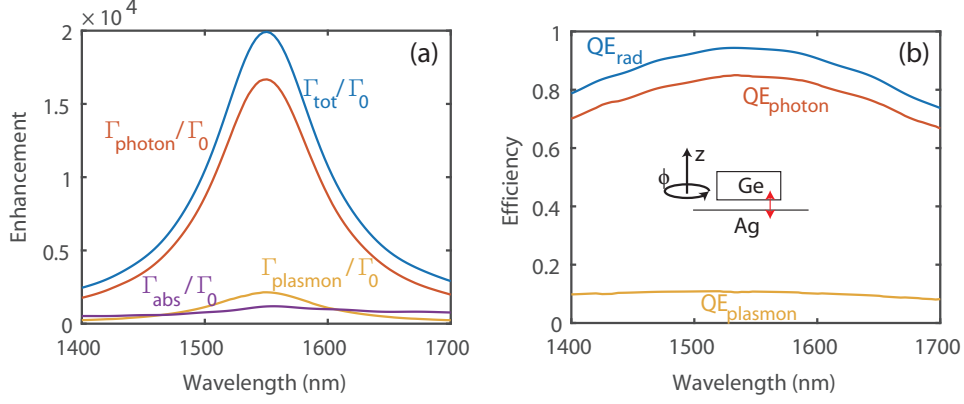 2 × 10⁴
(a)
Γtot/Γ0
Γphoton/Γ0
Γplasmon/Γ0
Γabs/Γ0
1.5
1
0.5
0
1400 1500 1600 1700
Enhancement
Wavelength (nm)
(b)
QErad
QEphoton
QEplasmon
z
ϕ
Ge
Ag
1
0.8
0.6
0.4
0.2
0
1400 1500 1600 1700
Efficiency
Wavelength (nm)